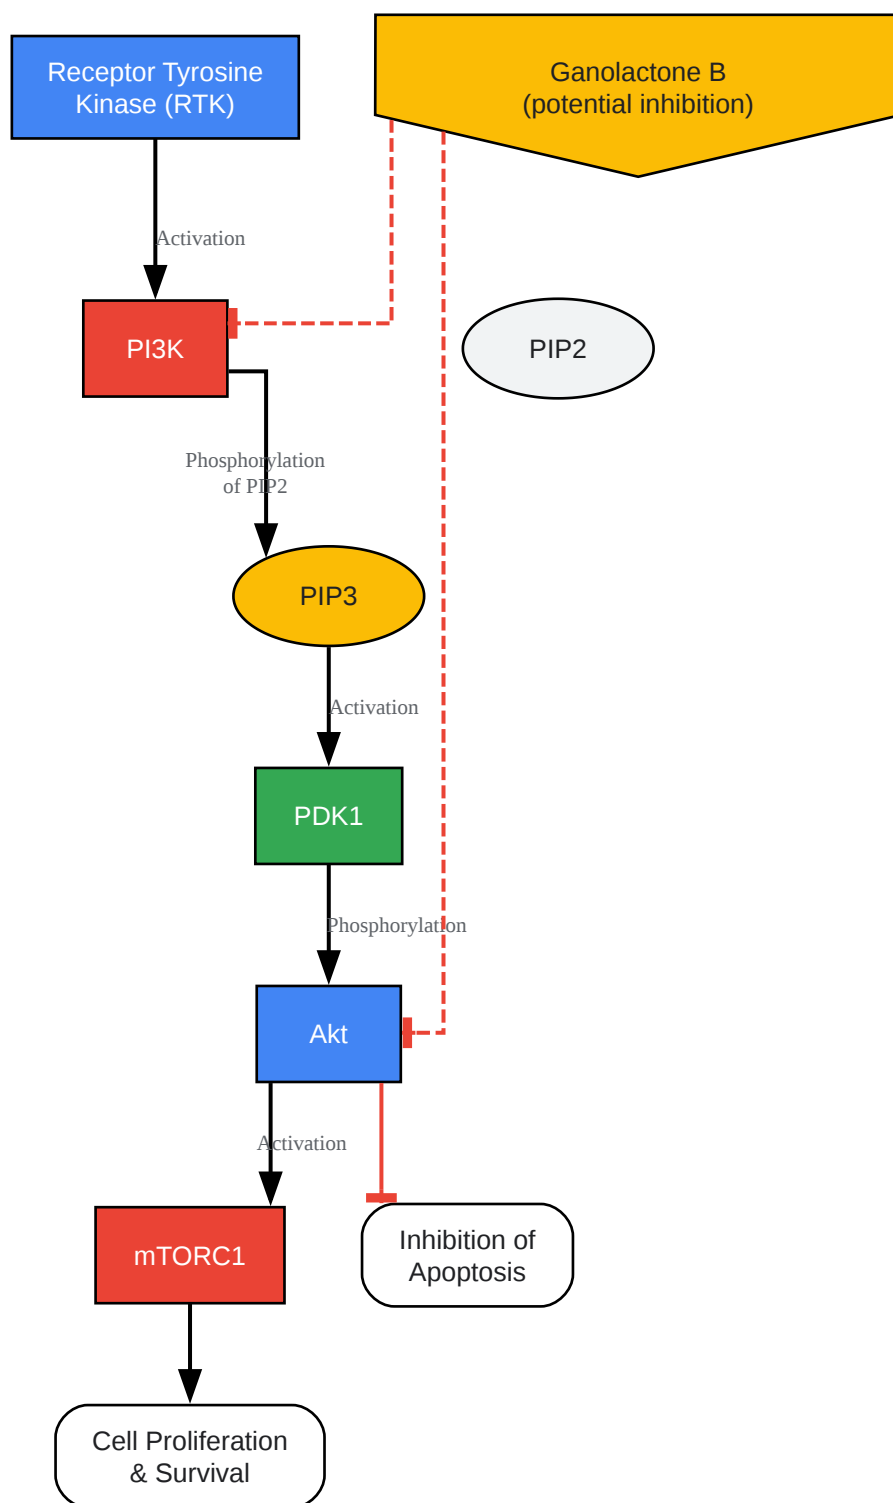 Receptor Tyrosine
Kinase (RTK)
Ganolactone B
(potential inhibition)
Activation
PI3K
PIP2
Phosphorylation
of PIP2
PIP3
Activation
PDK1
Phosphorylation
Akt
Activation
mTORC1
Inhibition of
Apoptosis
Cell Proliferation
& Survival